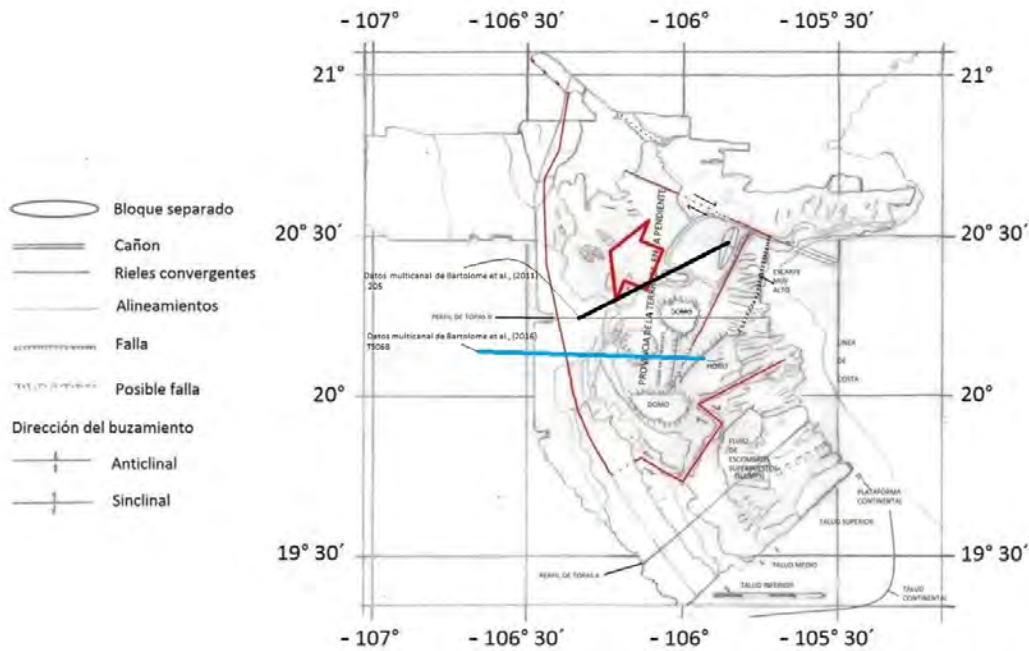 - 107°
- 106° 30´
- 106°
- 105° 30´
21°
21°
Bloque separado
Cañon
Rieles convergentes
Alineamientos
Falla
Posible falla
Dirección del buzamiento
Anticlinal
Sinclinal
20° 30´
20° 30´
ESCARPE
MUY
ALTO
Datos multicanal de Bartolome et al., (2011)
205
PERFIL DE TOPAS B
DOMO
Datos multicanal de Bartolome et al., (2016)
TS06B
PROVINCIA DE LA
EN LA PENDIENTE
LINEA
DE
COSTA
20°
20°
DOMO
FLUJO
DE
ESCOMBROS
SUPERPUESTOS
PLATAFORMA
CONTINENTAL
TALUD SUPERIOR
TALUD MEDIO
19° 30´
19° 30´
PERFIL DE TOPAS A
TALUD INFERIOR
TALUD
CONTINENTAL
- 107°
- 106° 30´
- 106°
- 105° 30´